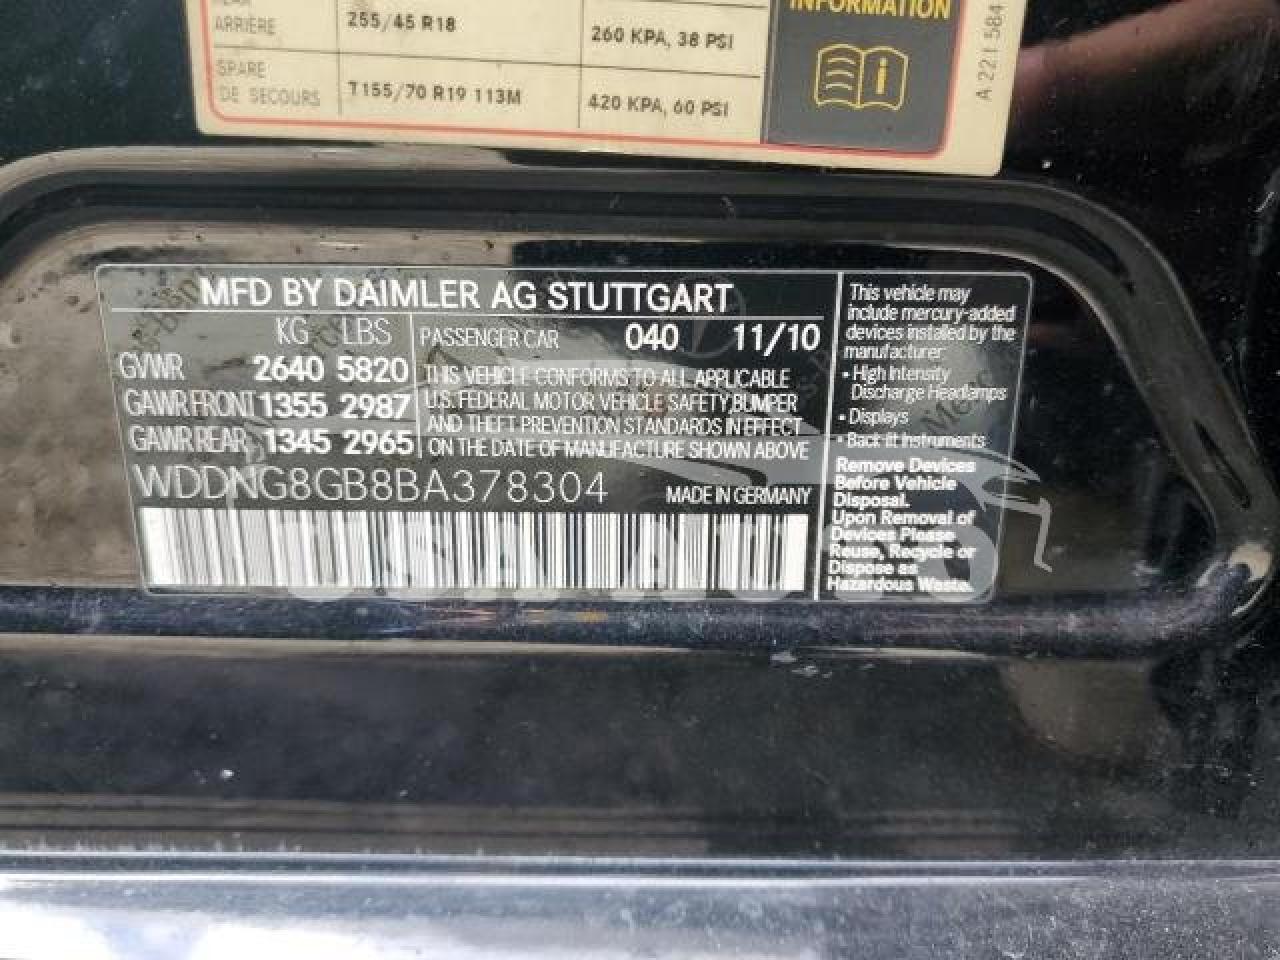 ARRIÈRE 255/45 R18 260 KPA, 38 PSI
INFORMATION
SPARE
DE SECOURS T155/70 R19 113M 420 KPA, 60 PSI
A 221 584
MFD BY DAIMLER AG STUTTGART
KG LBS
PASSENGER CAR 040 11/10
GVWR 2640 5820
GAWR FRONT 1355 2987
GAWR REAR 1345 2965
THIS VEHICLE CONFORMS TO ALL APPLICABLE
U.S. FEDERAL MOTOR VEHICLE SAFETY,BUMPER
AND THEFT PREVENTION STANDARDS IN EFFECT
ON THE DATE OF MANUFACTURE SHOWN ABOVE
WDDNG8GB8BA378304 MADE IN GERMANY
This vehicle may
include mercury-added
devices installed by the
manufacturer:
• High Intensity
Discharge Headlamps
• Displays
• Back lit Instruments
Remove Devices
Before Vehicle
Disposal.
Upon Removal of
Devices Please
Reuse, Recycle or
Dispose as
Hazardous Waste.